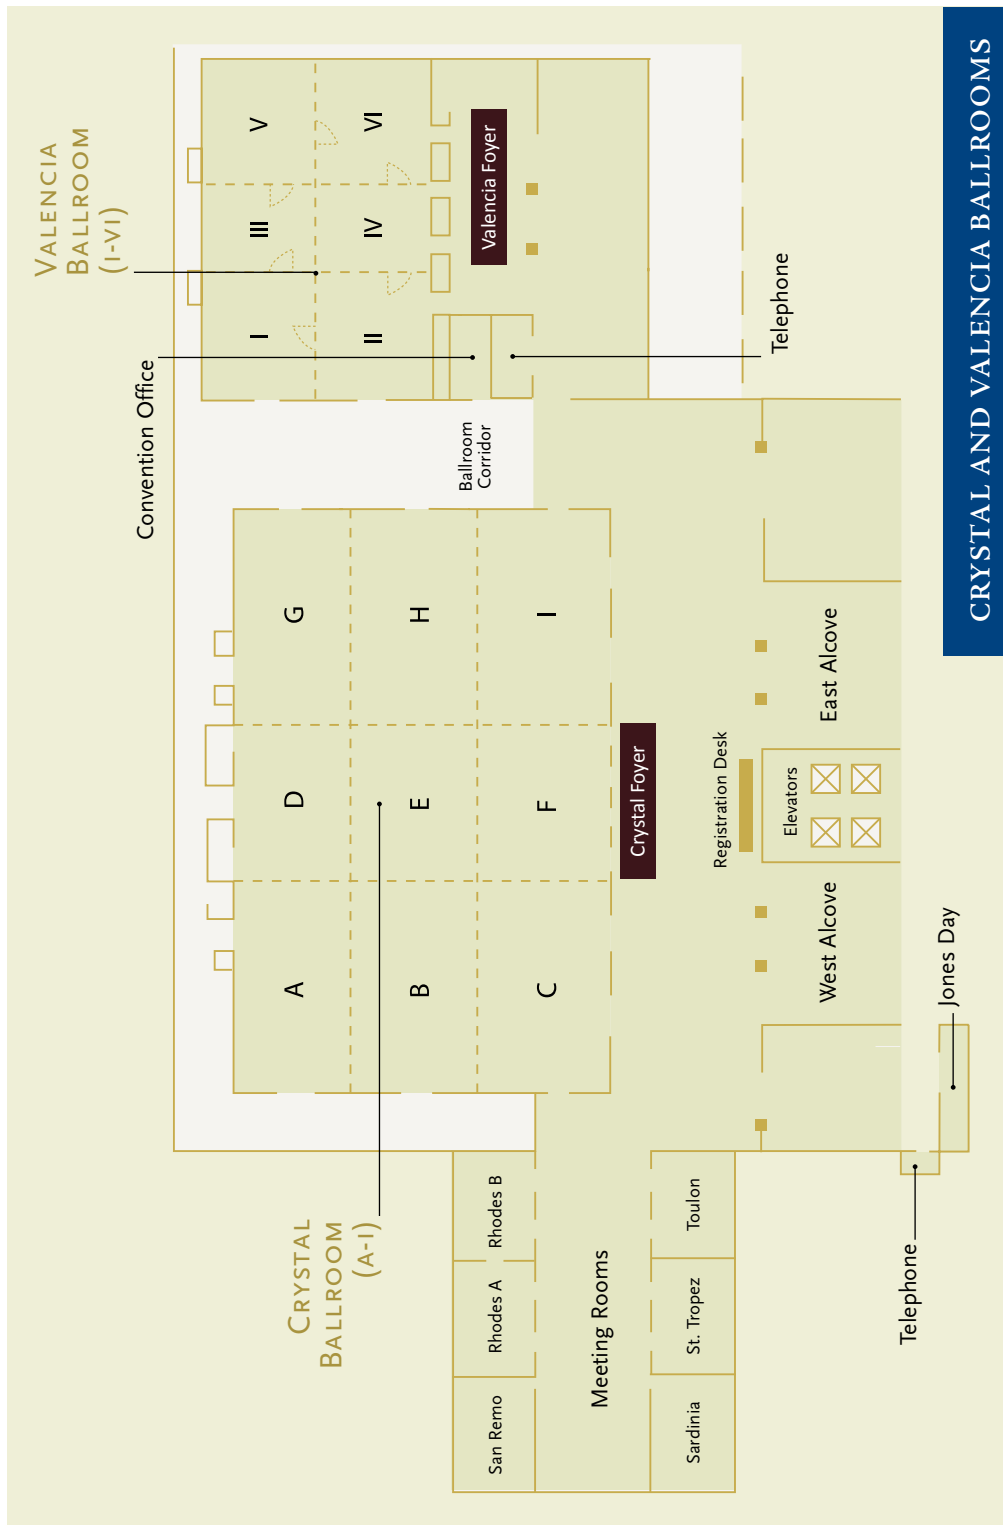 CRYSTAL AND VALENCIA BALLROOMS
VALENCIA
BALLROOM
(I-VI)
Convention Office
V
VI
III
IV
I
II
Valencia Foyer
Telephone
Ballroom
Corridor
G
H
I
D
E
F
A
B
C
Crystal Foyer
Registration Desk
Elevators
East Alcove
West Alcove
Jones Day
CRYSTAL
BALLROOM
(A-I)
Rhodes B
Rhodes A
San Remo
Meeting Rooms
Toulon
St. Tropez
Sardinia
Telephone